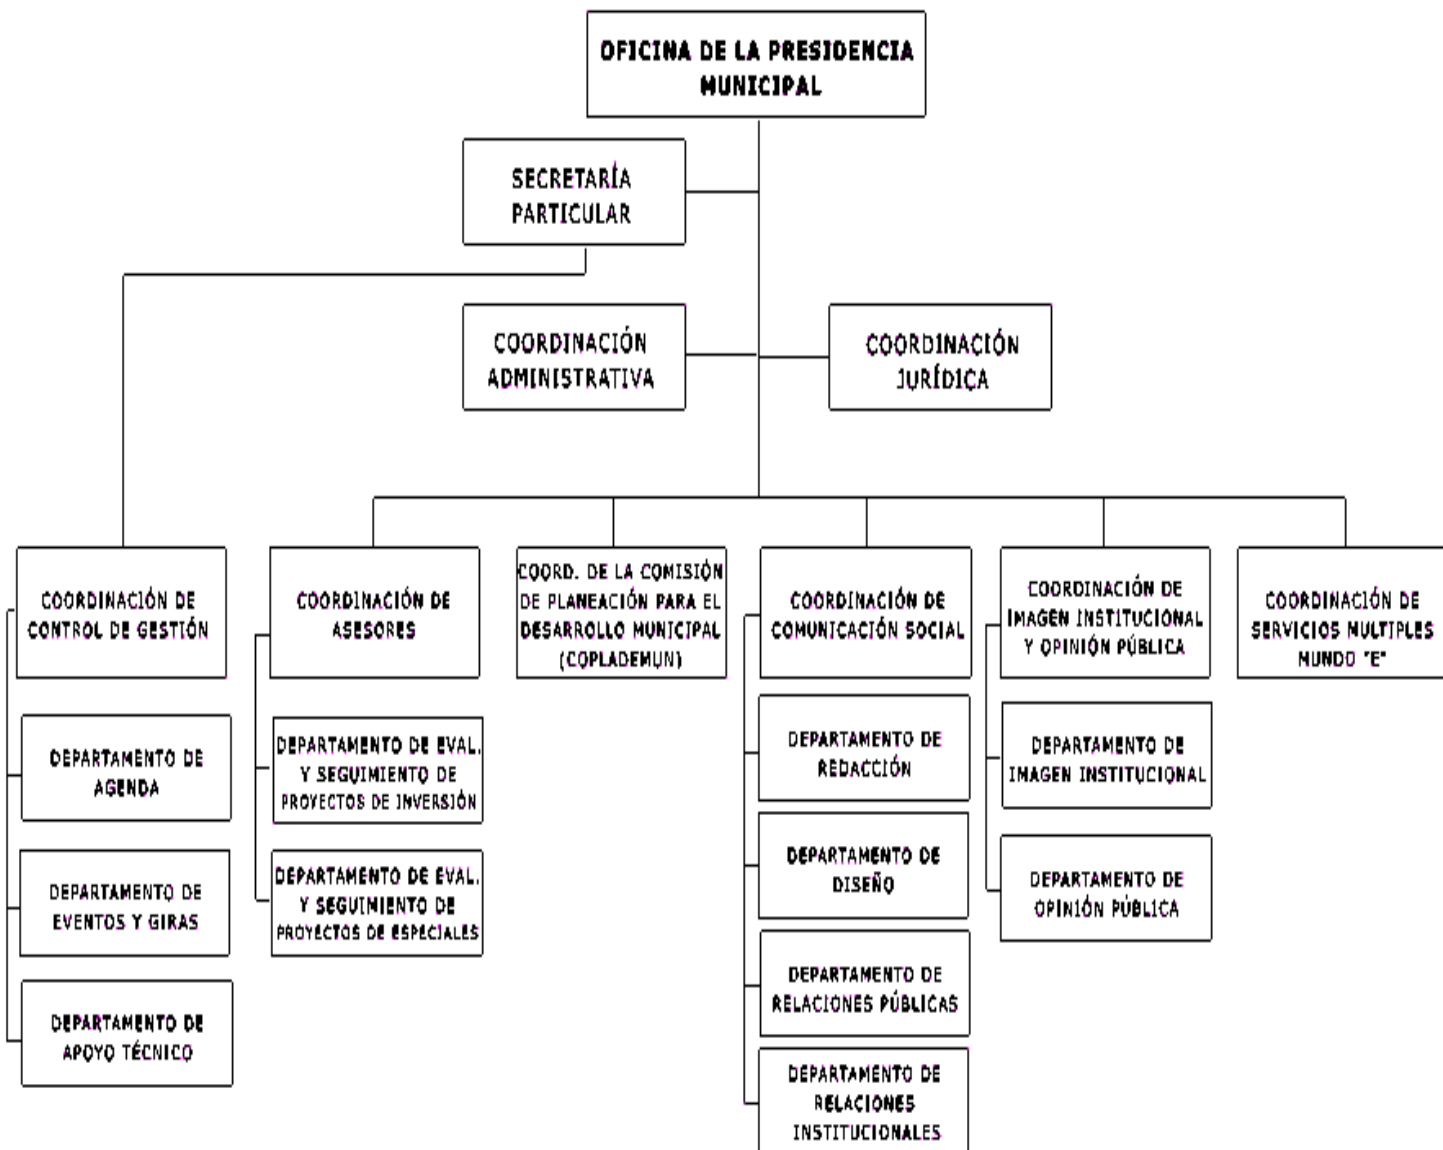 OFICINA DE LA PRESIDENCIA
MUNICIPAL
SECRETARÍA
PARTICULAR
COORDINACIÓN
ADMINISTRATIVA
COORDINACIÓN
JURÍDICA
COORDINACIÓN DE
CONTROL DE GESTIÓN
DEPARTAMENTO DE
AGENDA
DEPARTAMENTO DE
EVENTOS Y GIRAS
DEPARTAMENTO DE
APOYO TÉCNICO
COORDINACIÓN DE
ASESORES
DEPARTAMENTO DE EVAL.
Y SEGUIMIENTO DE
PROYECTOS DE INVERSIÓN
DEPARTAMENTO DE EVAL.
Y SEGUIMIENTO DE
PROYECTOS DE ESPECIALES
COORD. DE LA COMISIÓN
DE PLANEACIÓN PARA EL
DESARROLLO MUNICIPAL
(COPLADEMUN)
COORDINACIÓN DE
COMUNICACIÓN SOCIAL
DEPARTAMENTO DE
REDACCIÓN
DEPARTAMENTO DE
DISEÑO
DEPARTAMENTO DE
RELACIONES PÚBLICAS
DEPARTAMENTO DE
RELACIONES
INSTITUCIONALES
COORDINACIÓN DE
IMAGEN INSTITUCIONAL
Y OPINIÓN PÚBLICA
DEPARTAMENTO DE
IMAGEN INSTITUCIONAL
DEPARTAMENTO DE
OPINIÓN PÚBLICA
COORDINACIÓN DE
SERVICIOS MULTIPLES
MUNDO "E"